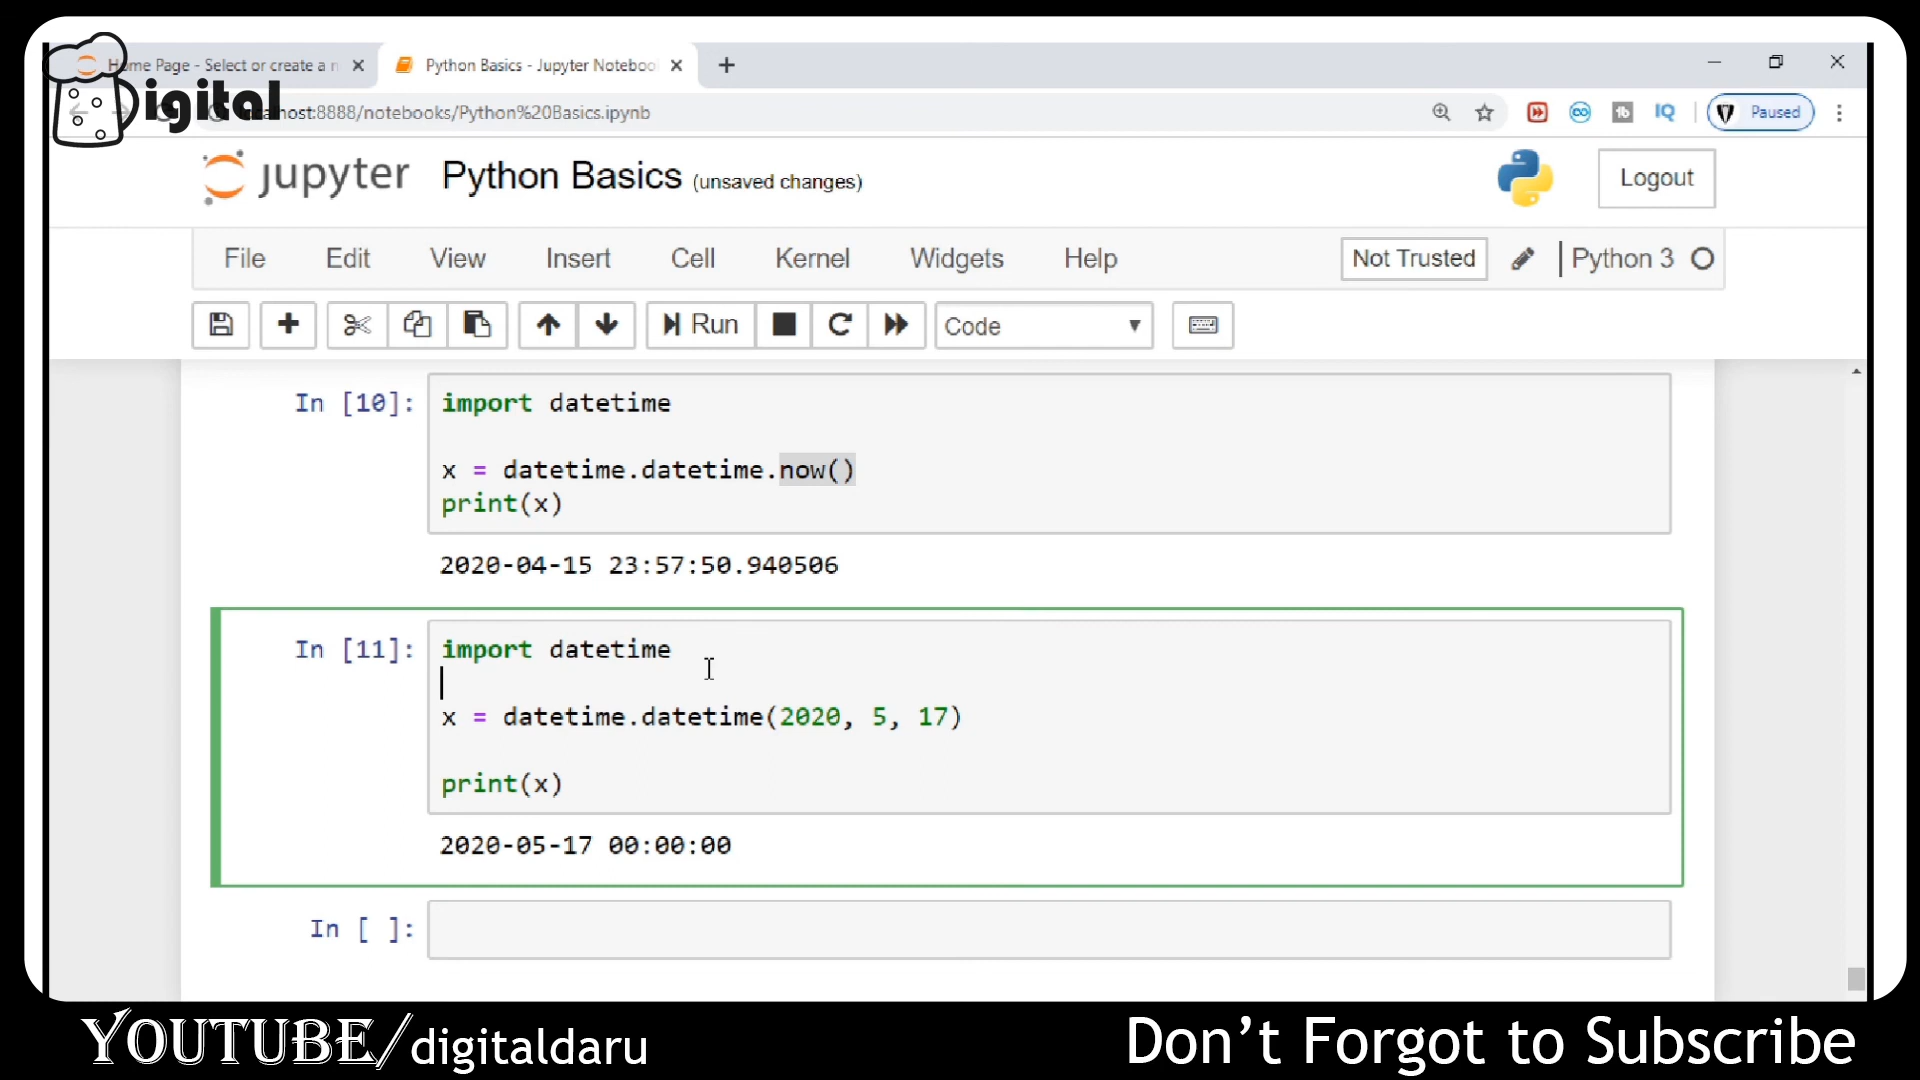 Home Page - Select or create a n
Python Basics - Jupyter Noteboo
igital
localhost:8888/notebooks/Python%20Basics.ipynb
tb
IQ
Paused
jupyter
Python Basics (unsaved changes)
Logout
File Edit View Insert Cell Kernel Widgets Help
Not Trusted
Python 3
Run
Code
In [10]:
import datetime
x = datetime.datetime.now()
print(x)
2020-04-15 23:57:50.940506
In [11]:
import datetime
x = datetime.datetime(2020, 5, 17)
print(x)
2020-05-17 00:00:00
In [ ]:
YOUTUBE/digitaldaru
Don't Forgot to Subscribe